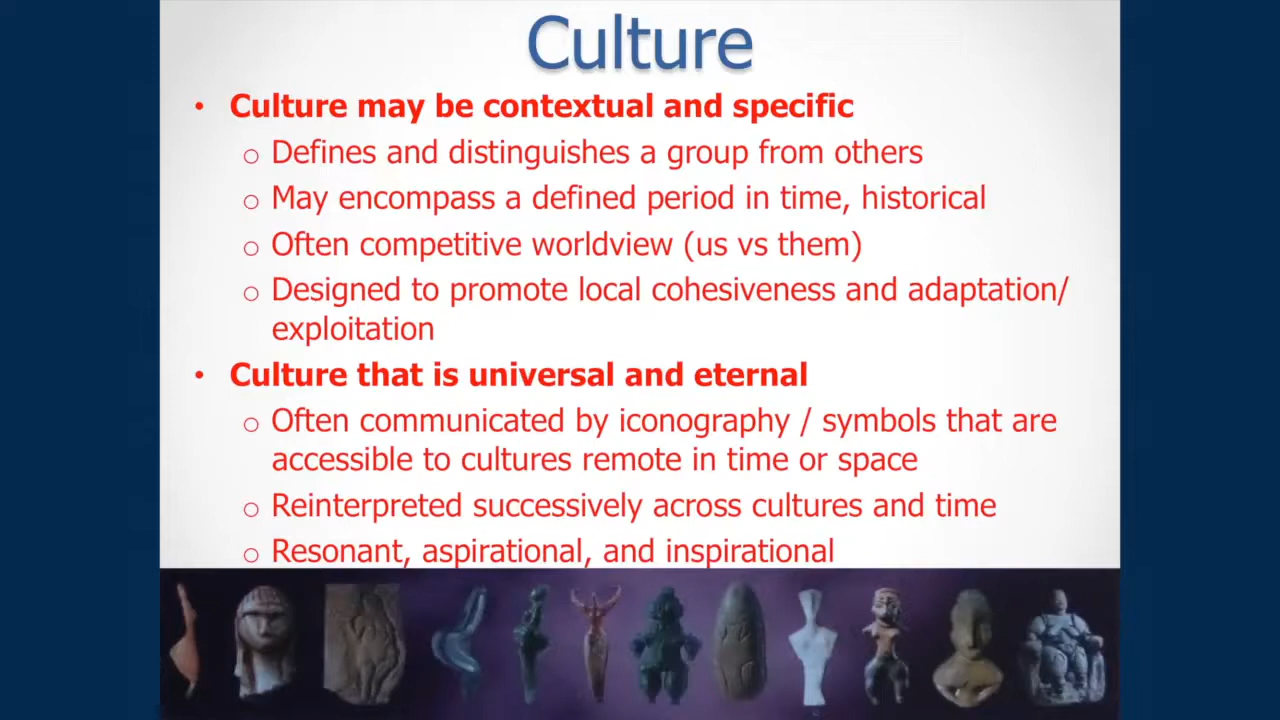 Culture
• Culture may be contextual and specific
o Defines and distinguishes a group from others
o May encompass a defined period in time, historical
o Often competitive worldview (us vs them)
o Designed to promote local cohesiveness and adaptation/
exploitation
• Culture that is universal and eternal
o Often communicated by iconography / symbols that are
accessible to cultures remote in time or space
o Reinterpreted successively across cultures and time
o Resonant, aspirational, and inspirational